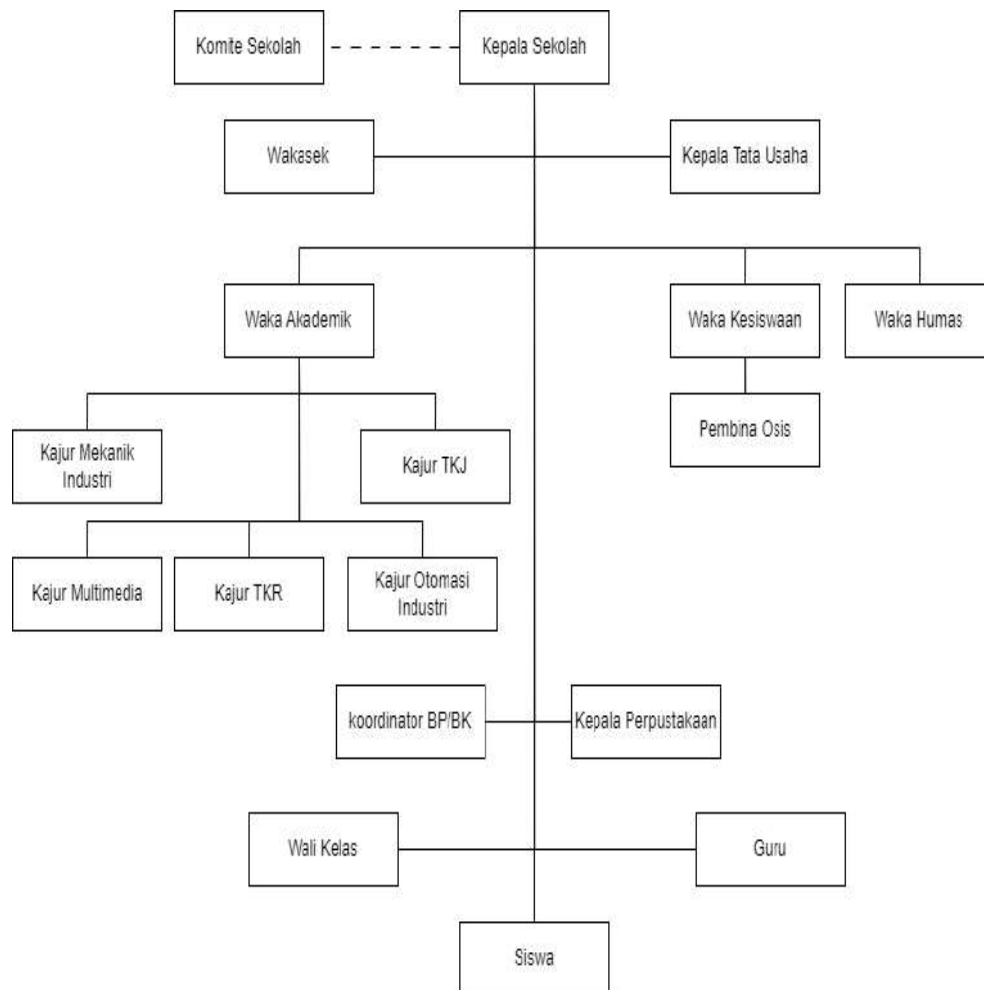 Komite Sekolah
Kepala Sekolah
Wakasek
Kepala Tata Usaha
Waka Akademik
Waka Kesiswaan
Waka Humas
Pembina Osis
Kajur Mekanik
Industri
Kajur TKJ
Kajur Multimedia
Kajur TKR
Kajur Otomasi
Industri
koordinator BP/BK
Kepala Perpustakaan
Wali Kelas
Guru
Siswa